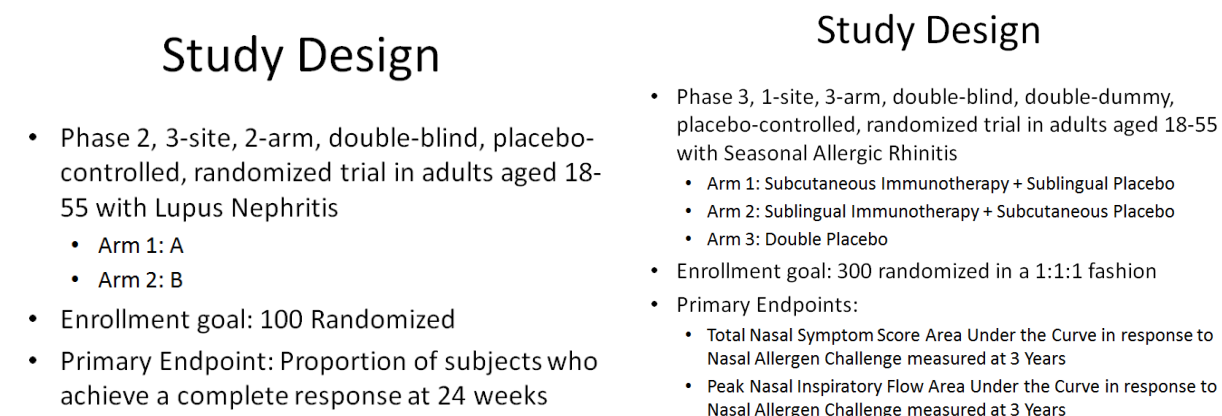 Study Design
• Phase 2, 3-site, 2-arm, double-blind, placebo-
controlled, randomized trial in adults aged 18-
55 with Lupus Nephritis
• Arm 1: A
• Arm 2: B
• Enrollment goal: 100 Randomized
• Primary Endpoint: Proportion of subjects who
achieve a complete response at 24 weeks
Study Design
• Phase 3, 1-site, 3-arm, double-blind, double-dummy,
placebo-controlled, randomized trial in adults aged 18-55
with Seasonal Allergic Rhinitis
• Arm 1: Subcutaneous Immunotherapy + Sublingual Placebo
• Arm 2: Sublingual Immunotherapy + Subcutaneous Placebo
• Arm 3: Double Placebo
• Enrollment goal: 300 randomized in a 1:1:1 fashion
• Primary Endpoints:
• Total Nasal Symptom Score Area Under the Curve in response to
Nasal Allergen Challenge measured at 3 Years
• Peak Nasal Inspiratory Flow Area Under the Curve in response to
Nasal Allergen Challenge measured at 3 Years